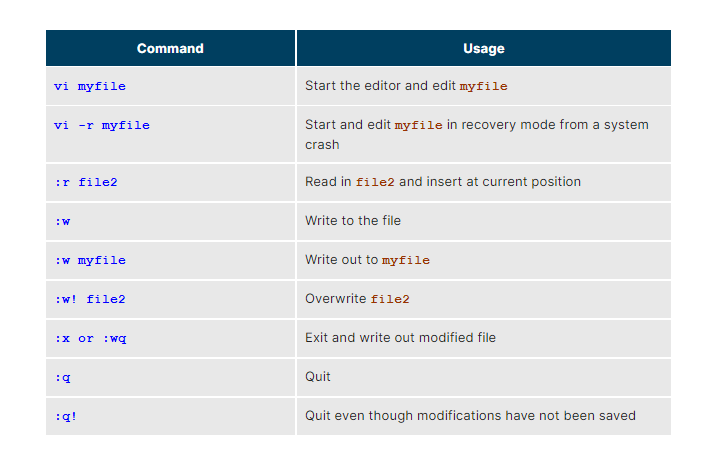 Command Usage
vi myfile Start the editor and edit myfile
vi -r myfile Start and edit myfile in recovery mode from a system
crash
:r file2 Read in file2 and insert at current position
:w Write to the file
:w myfile Write out to myfile
:w! file2 Overwrite file2
:x or :wq Exit and write out modified file
:q Quit
:q! Quit even though modifications have not been saved